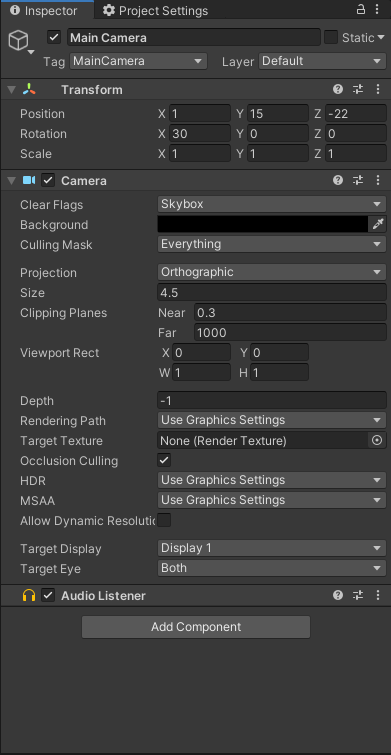 Inspector Project Settings
Main Camera Static
Tag MainCamera Layer Default
Transform
Position X 1 Y 15 Z -22
Rotation X 30 Y 0 Z 0
Scale X 1 Y 1 Z 1
Camera
Clear Flags Skybox
Background
Culling Mask Everything
Projection Orthographic
Size 4.5
Clipping Planes Near 0.3
Far 1000
Viewport Rect X 0 Y 0
W 1 H 1
Depth -1
Rendering Path Use Graphics Settings
Target Texture None (Render Texture)
Occlusion Culling
HDR Use Graphics Settings
MSAA Use Graphics Settings
Allow Dynamic Resolutio
Target Display Display 1
Target Eye Both
Audio Listener
Add Component